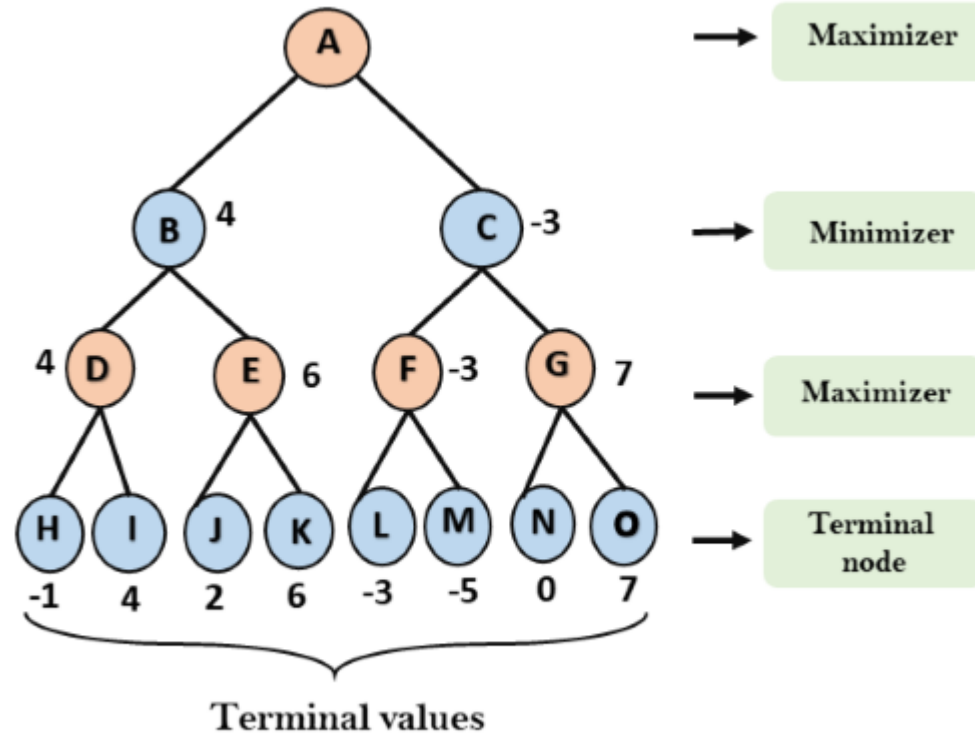 A
Maximizer
B 4
C -3
Minimizer
4 D
E 6
F -3
G 7
Maximizer
H I J K L M N O
Terminal
node
-1 4 2 6 -3 -5 0 7
Terminal values